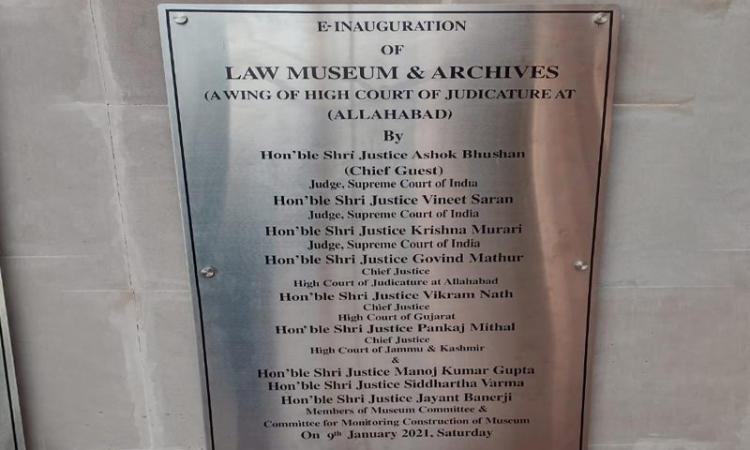 E-INAUGURATION
OF
LAW MUSEUM & ARCHIVES
(A WING OF HIGH COURT OF JUDICATURE AT
(ALLAHABAD)
By
Hon'ble Shri Justice Ashok Bhushan
(Chief Guest)
Judge, Supreme Court of India
Hon'ble Shri Justice Vineet Saran
Judge, Supreme Court of India
Hon'ble Shri Justice Krishna Murari
Judge, Supreme Court of India
Hon'ble Shri Justice Govind Mathur
Chief Justice
High Court of Judicature at Allahabad
Hon'ble Shri Justice Vikram Nath
Chief Justice
High Court of Gujarat
Hon'ble Shri Justice Pankaj Mithal
Chief Justice
High Court of Jammu & Kashmir
&
Hon'ble Shri Justice Manoj Kumar Gupta
Hon'ble Shri Justice Siddhartha Varma
Hon'ble Shri Justice Jayant Banerji
Members of Museum Committee &
Committee for Monitoring Construction of Museum
On 9th January 2021, Saturday